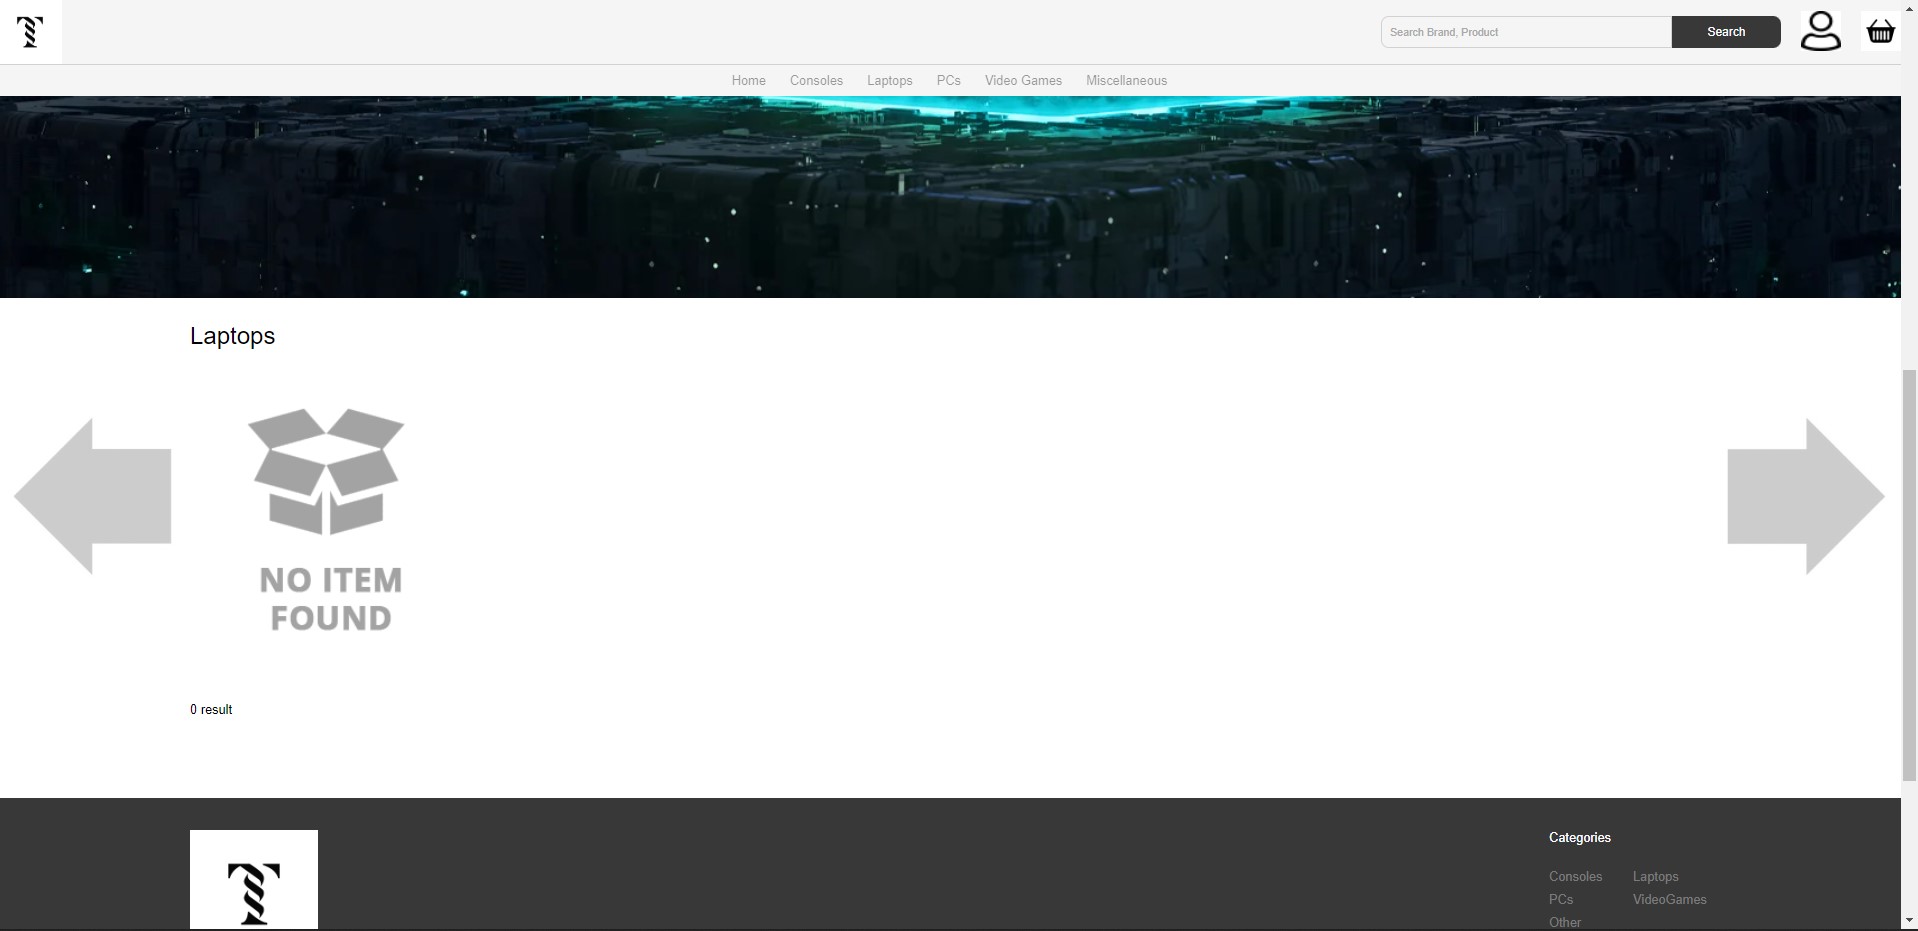 Search Brand, Product
Search
Home Consoles Laptops PCs Video Games Miscellaneous
Laptops
NO ITEM
FOUND
0 result
Categories
Consoles Laptops
PCs VideoGames
Other